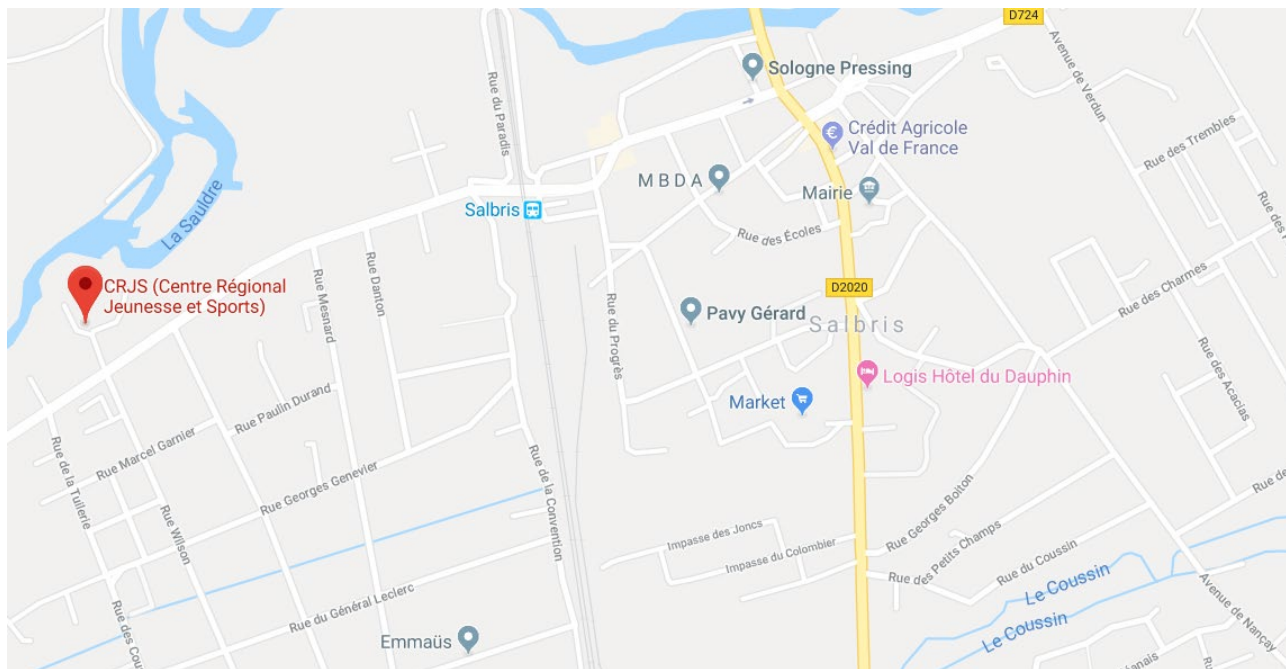 D724
Sologne Pressing
Avenue de Verdun
Rue du Paradis
Crédit Agricole
Val de France
Rue des Trembles
M B D A
Mairie
Salbris
La Sauldre
Rue des Écoles
CRJS (Centre Régional
Jeunesse et Sports)
Rue Mesnard
Rue Danton
D2020
Rue des Charmes
Rue du Progrès
Pavy Gérard
Salbris
Logis Hôtel du Dauphin
Market
Rue des Acacias
Rue Paulin Durand
Rue Marcel Garnier
Rue de la Tuilerie
Rue Georges Genevier
Rue Wilson
Rue de la Convention
Rue Georges Boiton
Impasse des Joncs
Impasse du Colombier
Rue des Petits Champs
Rue du Coussin
Le Coussin
Le Coussin
Avenue de Nançay
Rue du Général Leclerc
Rue des Cou
Emmaüs